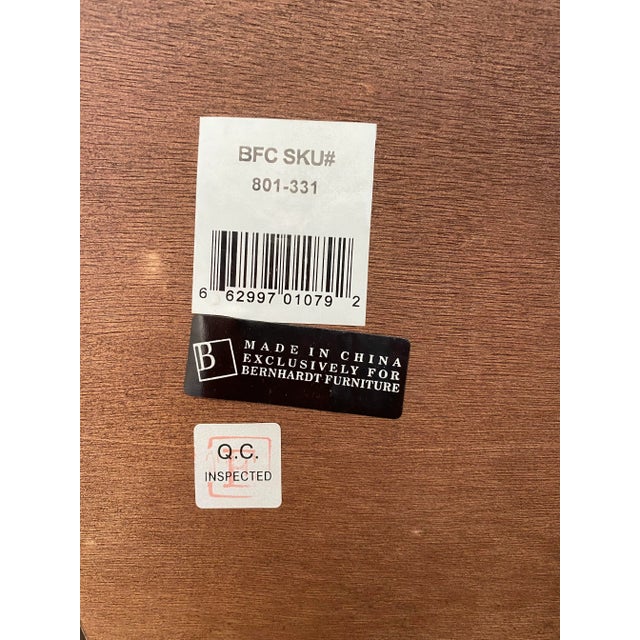 BFC SKU#
801-331
6 62997 01079 2
B
MADE IN CHINA
EXCLUSIVELY FOR
BERNHARDT FURNITURE
Q.C.
INSPECTED